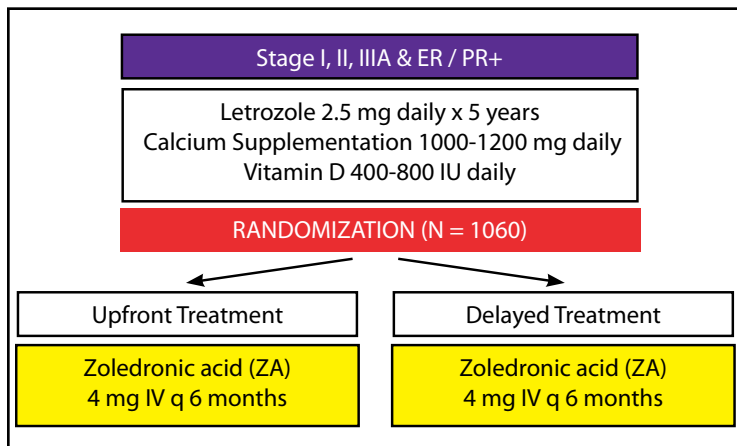 Stage I, II, IIIA & ER / PR+
Letrozole 2.5 mg daily x 5 years
Calcium Supplementation 1000-1200 mg daily
Vitamin D 400-800 IU daily
RANDOMIZATION (N = 1060)
Upfront Treatment
Delayed Treatment
Zoledronic acid (ZA)
4 mg IV q 6 months
Zoledronic acid (ZA)
4 mg IV q 6 months